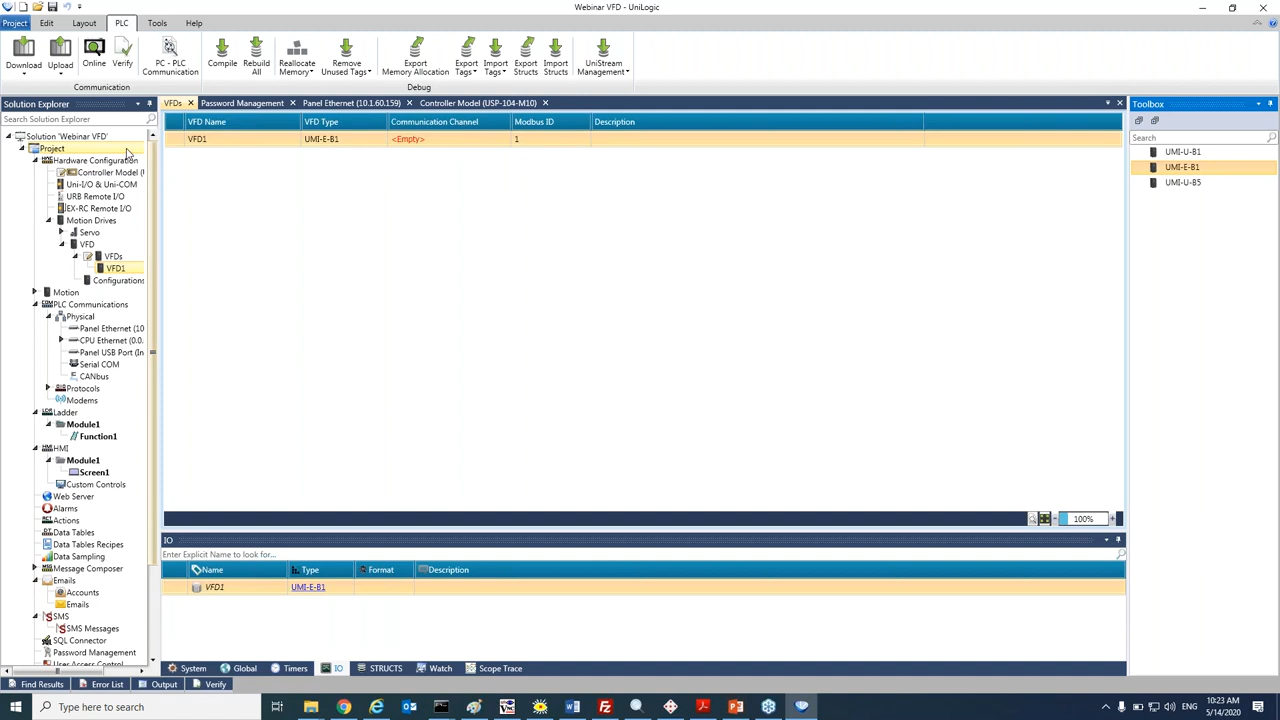 Webinar VFD - UniLogic
Project Edit Layout PLC Tools Help
Download Upload Online Verify PC - PLC Communication Compile Rebuild All Reallocate Memory Remove Unused Tags Export Memory Allocation Export Tags Import Tags Export Structs Import Structs UniStream Management
Communication Debug
Solution Explorer
Search Solution Explorer
Solution 'Webinar VFD'
Project
Hardware Configuration
Controller Model (
Uni-I/O & Uni-COM
URB Remote I/O
EX-RC Remote I/O
Motion Drives
Servo
VFD
VFDs
VFD1
Configurations
Motion
PLC Communications
Physical
Panel Ethernet (10
CPU Ethernet (0.0.
Panel USB Port (In
Serial COM
CANbus
Protocols
Modems
Ladder
Module1
Function1
HMI
Module1
Screen1
Custom Controls
Web Server
Alarms
Actions
Data Tables
Data Tables Recipes
Data Sampling
Message Composer
Emails
Accounts
Emails
SMS
SMS Messages
SQL Connector
Password Management
User Access Control
VFDs Password Management Panel Ethernet (10.1.60.159) Controller Model (USP-104-M10)
VFD Name VFD Type Communication Channel Modbus ID Description
VFD1 UMI-E-B1 <Empty> 1
100%
IO
Enter Explicit Name to look for...
Name Type Format Description
VFD1 UMI-E-B1
System Global Timers IO STRUCTS Watch Scope Trace
Toolbox
Search
UMI-U-B1
UMI-E-B1
UMI-U-B5
Find Results Error List Output Verify
Type here to search
ENG
10:23 AM
5/14/2020